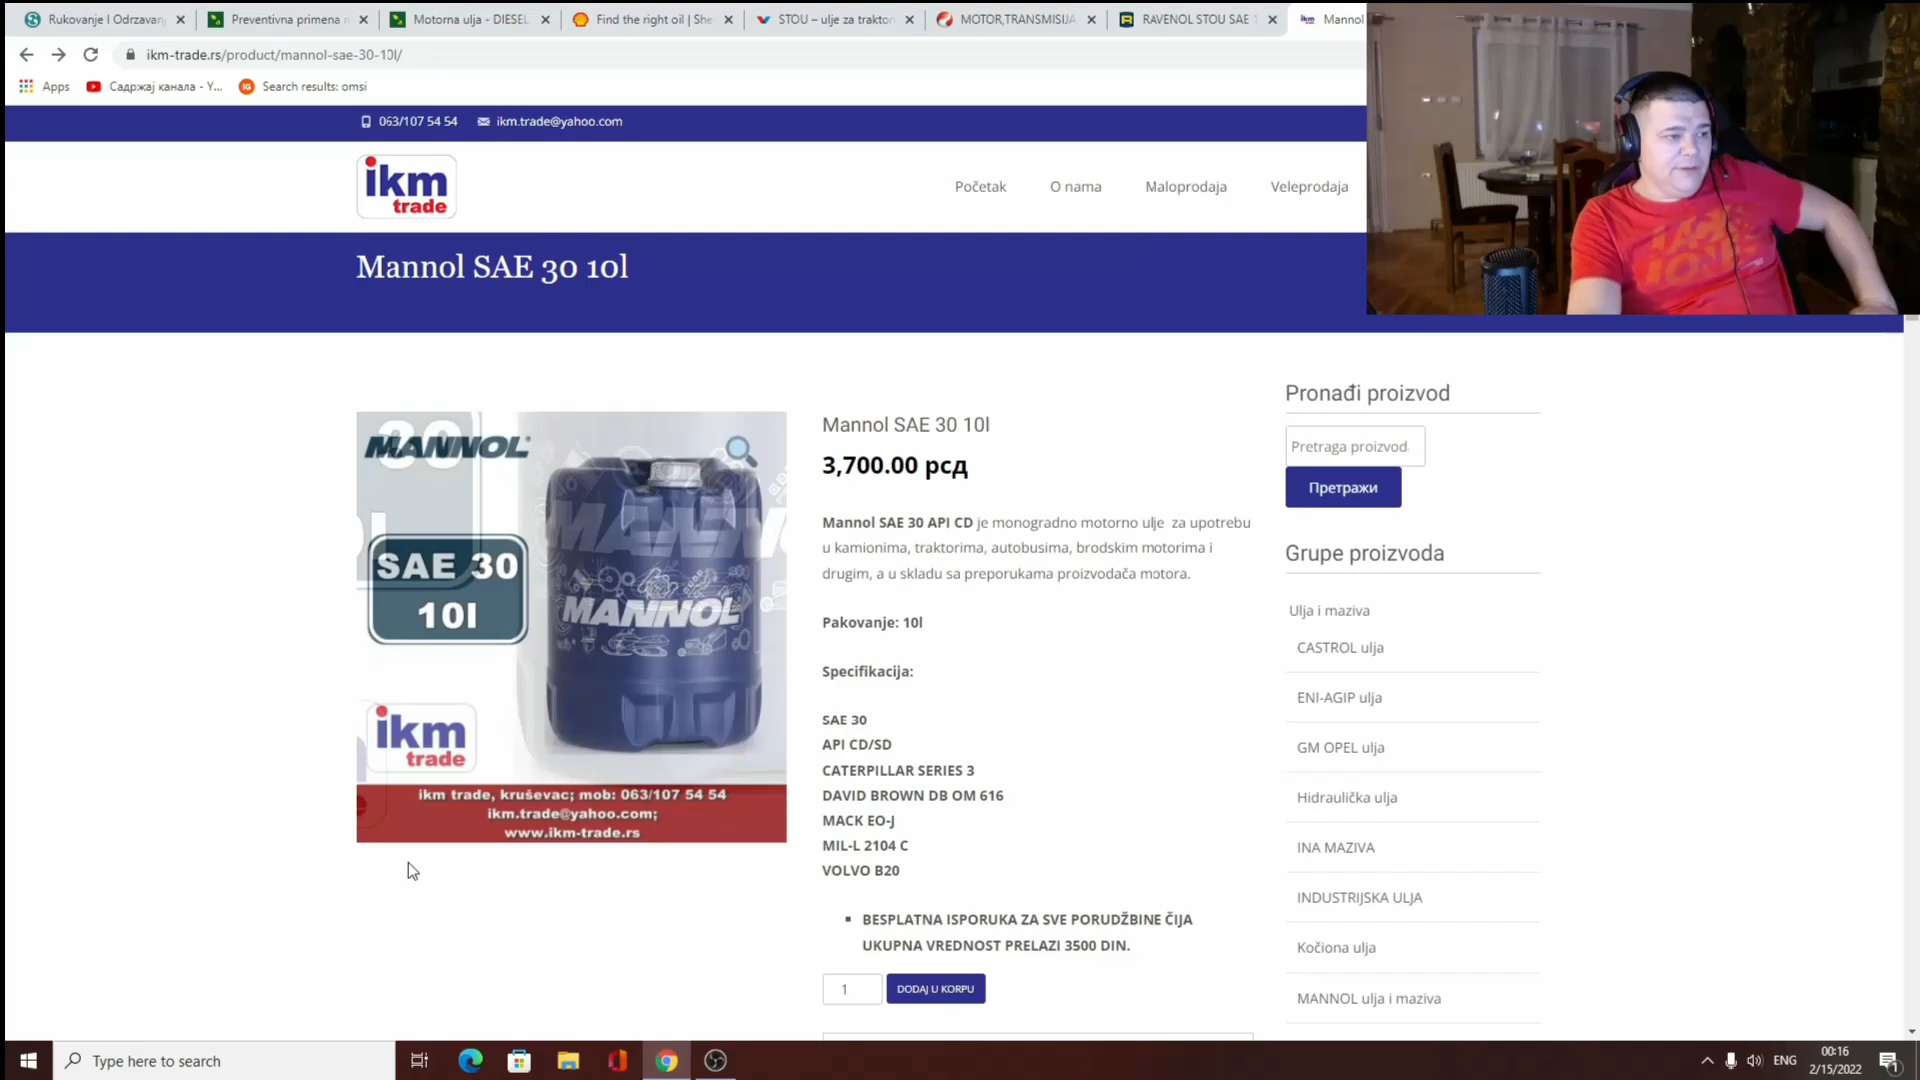 Rukovanje I Održavanj
Preventivna primena
Motorna ulja - DIESEL
Find the right oil | She
STOU – ulje za traktor
MOTOR,TRANSMISIJA
RAVENOL STOU SAE
Mannol
ikm-trade.rs/product/mannol-sae-30-10l/
Apps
Садржај канала - Y...
Search results: omsi
063/107 54 54
ikm.trade@yahoo.com
ikm
trade
Početak
O nama
Maloprodaja
Veleprodaja
Mannol SAE 30 10l
MANNOL
SAE 30
10l
MANNOL
ikm
trade
ikm trade, kruševac; mob: 063/107 54 54
ikm.trade@yahoo.com;
www.ikm-trade.rs
Mannol SAE 30 10l
3,700.00 рсд
Mannol SAE 30 API CD je monogradno motorno ulje za upotrebu
u kamionima, traktorima, autobusima, brodskim motorima i
drugim, a u skladu sa preporukama proizvođača motora.
Pakovanje: 10l
Specifikacija:
SAE 30
API CD/SD
CATERPILLAR SERIES 3
DAVID BROWN DB OM 616
MACK EO-J
MIL-L 2104 C
VOLVO B20
BESPLATNA ISPORUKA ZA SVE PORUDŽBINE ČIJA
UKUPNA VREDNOST PRELAZI 3500 DIN.
1
DODAJ U KORPU
Pronađi proizvod
Pretraga proizvod
Претражи
Grupe proizvoda
Ulja i maziva
CASTROL ulja
ENI-AGIP ulja
GM OPEL ulja
Hidraulička ulja
INA MAZIVA
INDUSTRIJSKA ULJA
Kočiona ulja
MANNOL ulja i maziva
Type here to search
ENG
00:16
2/15/2022
1